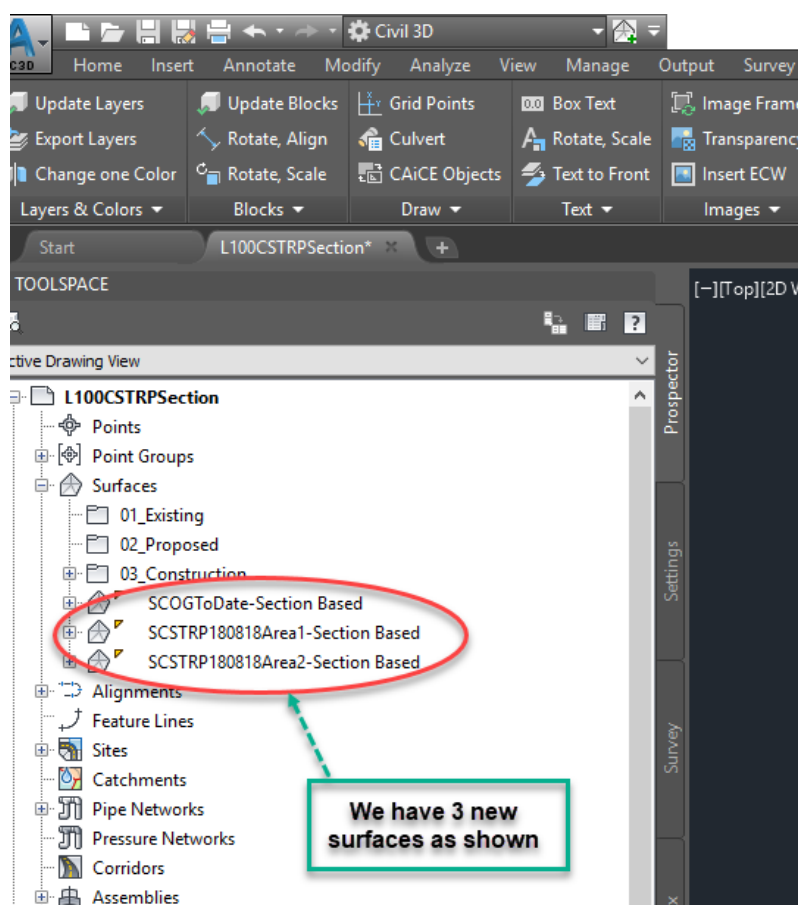 C3D
Civil 3D
Home Insert Annotate Modify Analyze View Manage Output Survey
Update Layers Update Blocks Grid Points 0.0 Box Text Image Frame
Export Layers Rotate, Align Culvert Rotate, Scale Transparency
Change one Color Rotate, Scale CAiCE Objects Text to Front Insert ECW
Layers & Colors Blocks Draw Text Images
Start L100CSTRPSection* +
TOOLSPACE
[−][Top][2D
ctive Drawing View
Prospector
L100CSTRPSection
Points
Point Groups
Surfaces
01_Existing
02_Proposed
03_Construction
Settings
SCOGToDate-Section Based
SCSTRP180818Area1-Section Based
SCSTRP180818Area2-Section Based
Alignments
Feature Lines
Survey
Sites
Catchments
Pipe Networks
Pressure Networks
Corridors
Assemblies
We have 3 new
surfaces as shown